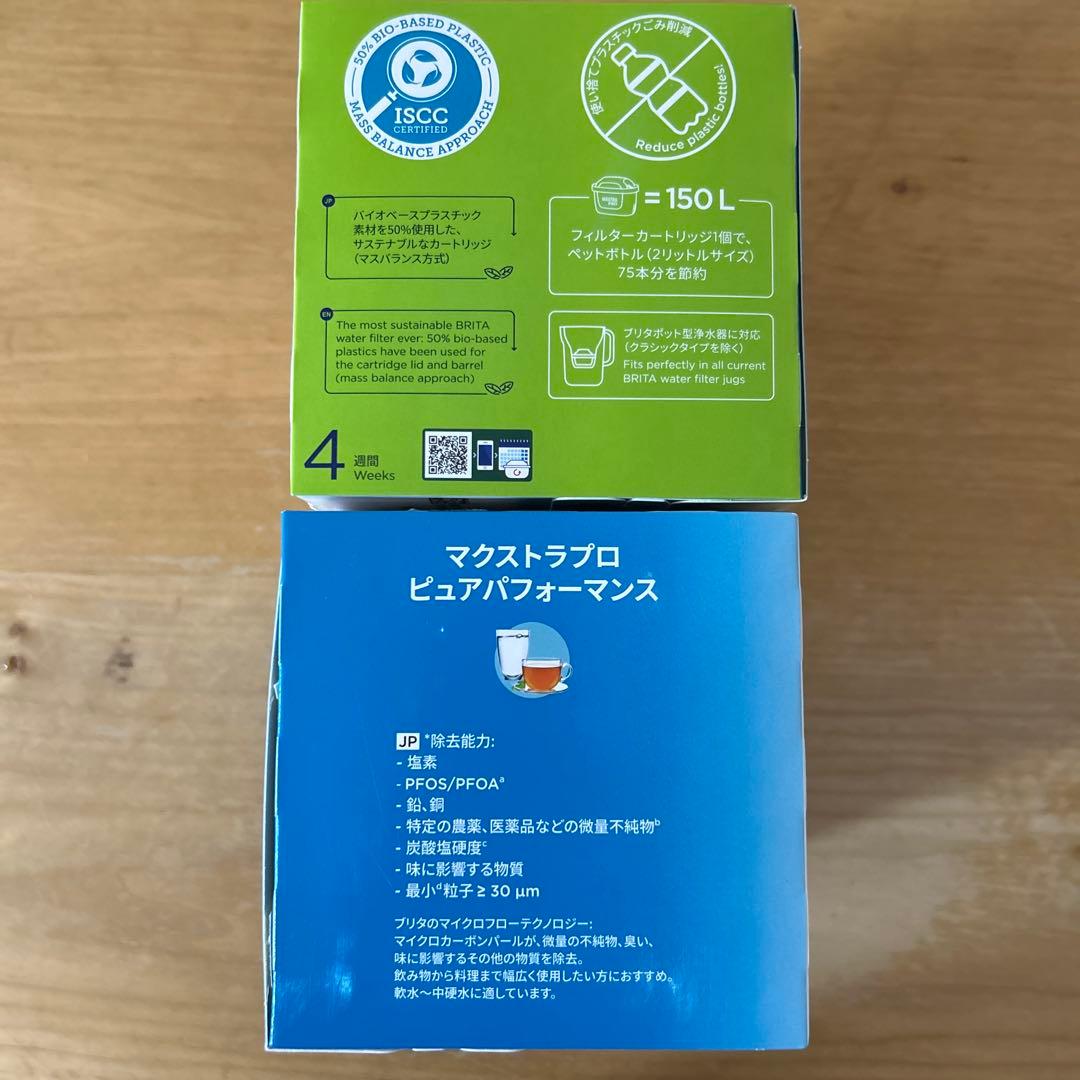 50% BIO-BASED PLASTIC
MASS BALANCE APPROACH
ISCC
CERTIFIED
使い捨てプラスチックごみ削減
Reduce plastic bottles!
= 150 L
フィルターカートリッジ1個で、
ペットボトル（2リットルサイズ）
75本分を節約
JP
バイオベースプラスチック
素材を50%使用した、
サステナブルなカートリッジ
（マスバランス方式）
EN
The most sustainable BRITA
water filter ever: 50% bio-based
plastics have been used for
the cartridge lid and barrel
(mass balance approach)
ブリタポット型浄水器に対応
（クラシックタイプを除く）
Fits perfectly in all current
BRITA water filter jugs
4 週間
Weeks
マクストラプロ
ピュアパフォーマンス
JP *除去能力:
- 塩素
- PFOS/PFOAᵃ
- 鉛、銅
- 特定の農薬、医薬品などの微量不純物ᵇ
- 炭酸塩硬度ᶜ
- 味に影響する物質
- 最小ᵈ粒子 ≥ 30 μm
ブリタのマイクロフローテクノロジー:
マイクロカーボンパールが、微量の不純物、臭い、
味に影響するその他の物質を除去。
飲み物から料理まで幅広く使用したい方におすすめ。
軟水～中硬水に適しています。